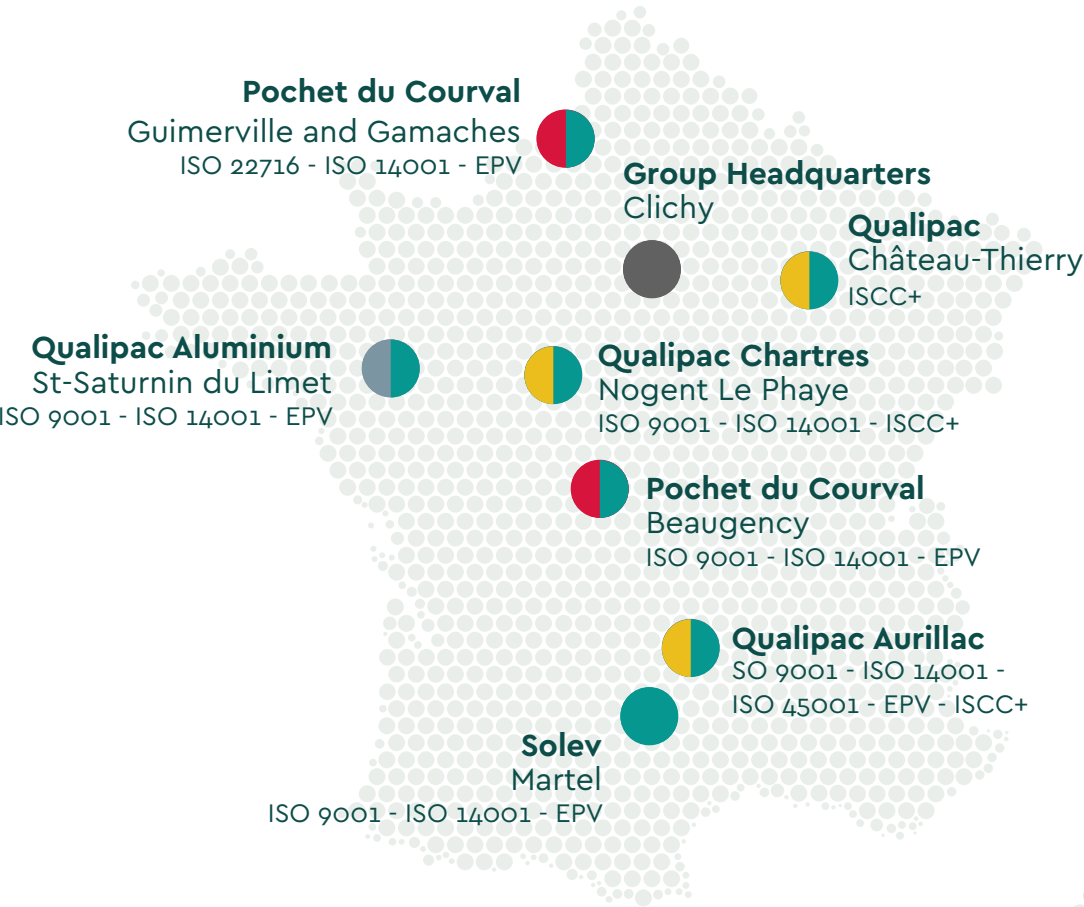 Pochet du Courval
Guimerville and Gamaches
ISO 22716 - ISO 14001 - EPV
Group Headquarters
Clichy
Qualipac
Château-Thierry
ISCC+
Qualipac Aluminium
St-Saturnin du Limet
ISO 9001 - ISO 14001 - EPV
Qualipac Chartres
Nogent Le Phaye
ISO 9001 - ISO 14001 - ISCC+
Pochet du Courval
Beaugency
ISO 9001 - ISO 14001 - EPV
Qualipac Aurillac
SO 9001 - ISO 14001 -
ISO 45001 - EPV - ISCC+
Solev
Martel
ISO 9001 - ISO 14001 - EPV